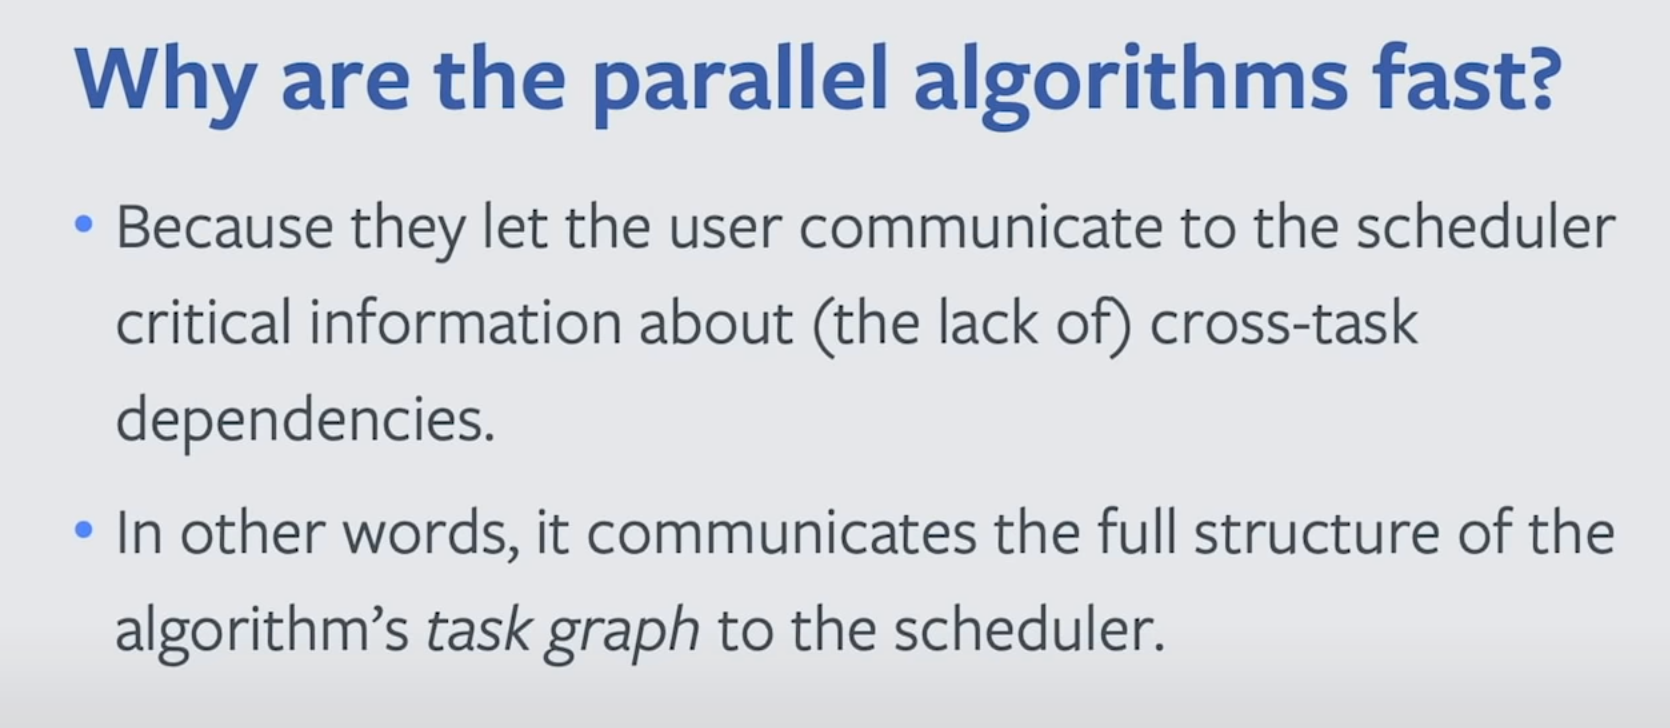 Why are the parallel algorithms fast?
• Because they let the user communicate to the scheduler
critical information about (the lack of) cross-task
dependencies.
• In other words, it communicates the full structure of the
algorithm’s task graph to the scheduler.